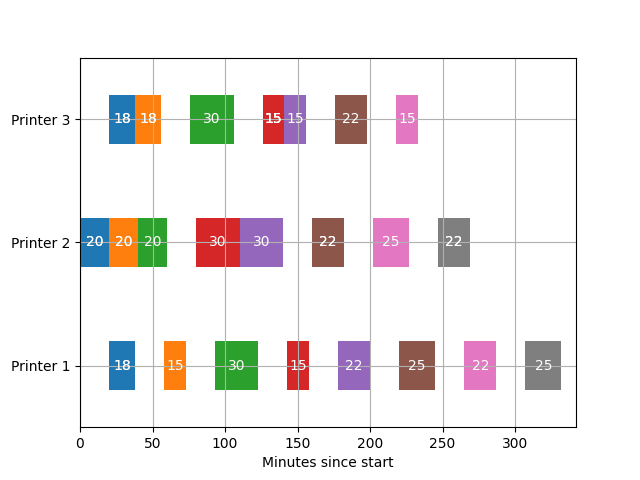 Printer 3
18 18 30 15 15 22 15
Printer 2
20 20 20 30 30 22 25 22
Printer 1
18 15 30 15 22 25 22 25
0 50 100 150 200 250 300
Minutes since start